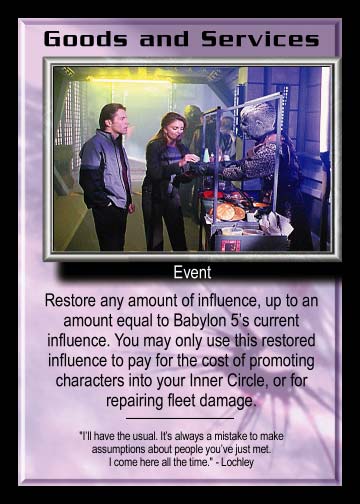 Goods and Services
Event
Restore any amount of influence, up to an
amount equal to Babylon 5's current
influence. You may only use this restored
influence to pay for the cost of promoting
characters into your Inner Circle, or for
repairing fleet damage.
"I'll have the usual. It's always a mistake to make
assumptions about people you've just met.
I come here all the time." - Lochley